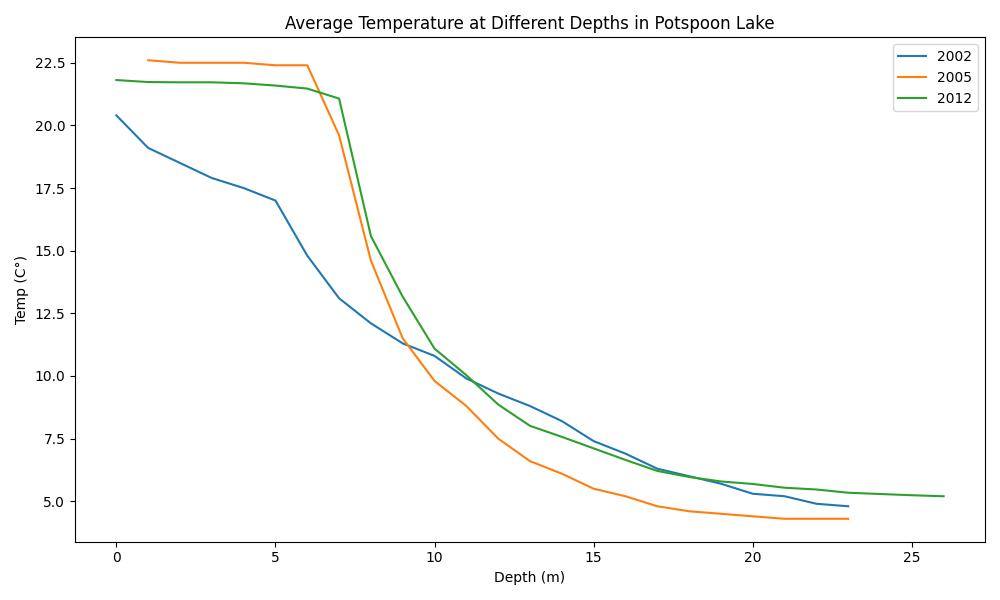 Average Temperature at Different Depths in Potspoon Lake
2002
2005
2012
Temp (C°)
22.5
20.0
17.5
15.0
12.5
10.0
7.5
5.0
0 5 10 15 20 25
Depth (m)